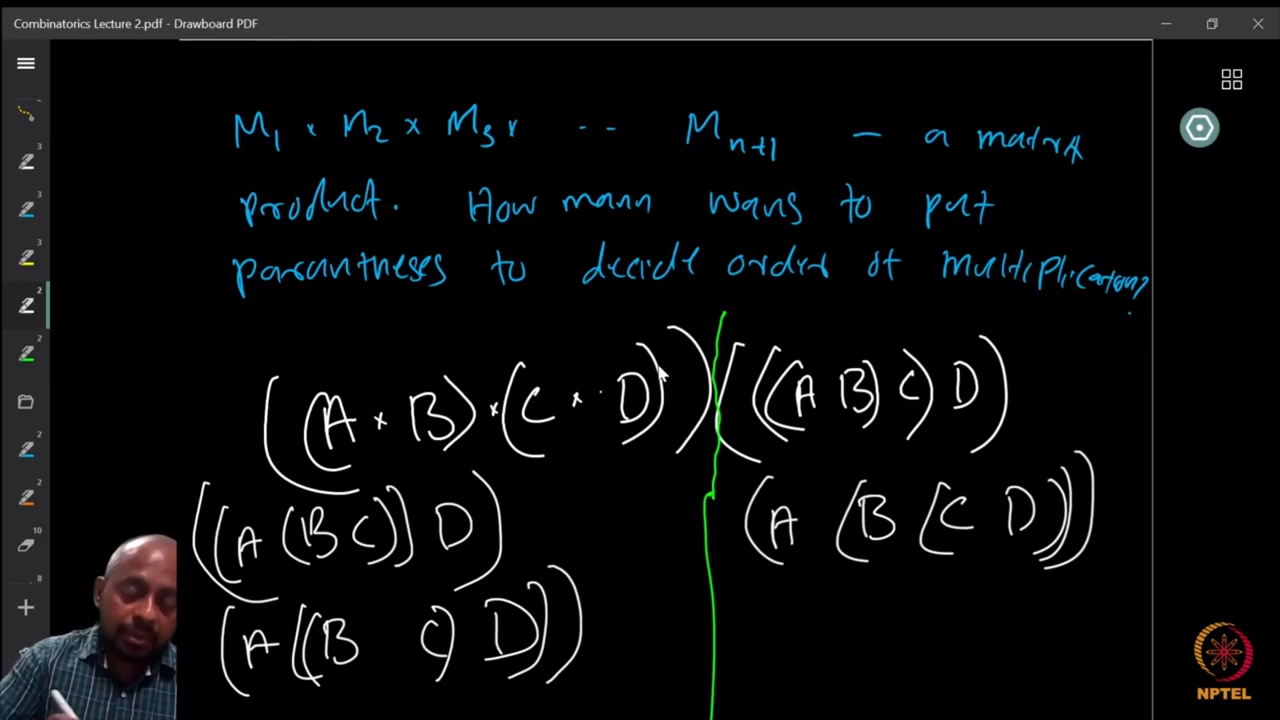 Combinatorics Lecture 2.pdf - Drawboard PDF
M1 × M2 × M3 × -- Mn+1 – a matrix
product. How many ways to put
parantheses to decide order of multiplication?
((A × B) × (C × D)) (((A B) C) D)
((A (B C)) D) (A (B (C D)))
(A ((B C) D))
NPTEL